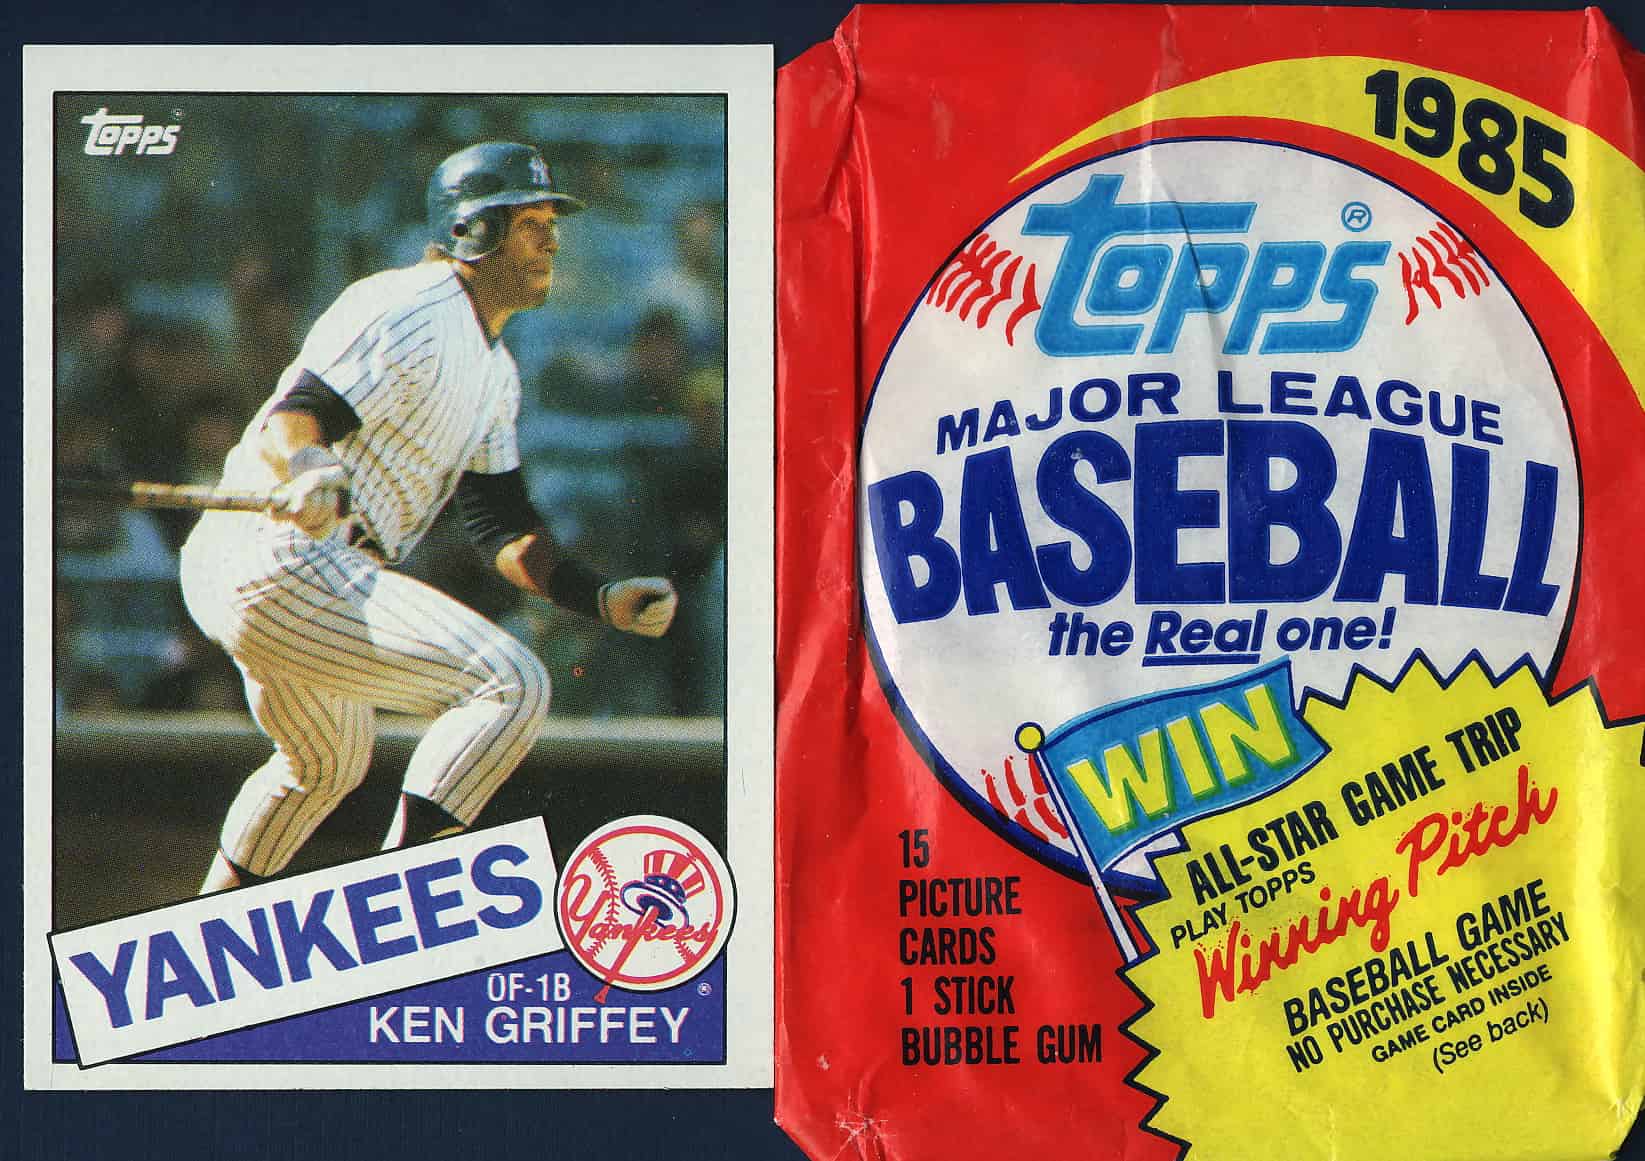 Topps®
YANKEES
Yankees
OF-1B
KEN GRIFFEY
®
1985
Topps®
MAJOR LEAGUE
BASEBALL
the Real one!
WIN
ALL-STAR GAME TRIP
PLAY TOPPS
Winning Pitch
BASEBALL GAME
NO PURCHASE NECESSARY
GAME CARD INSIDE
(See back)
15
PICTURE
CARDS
1 STICK
BUBBLE GUM